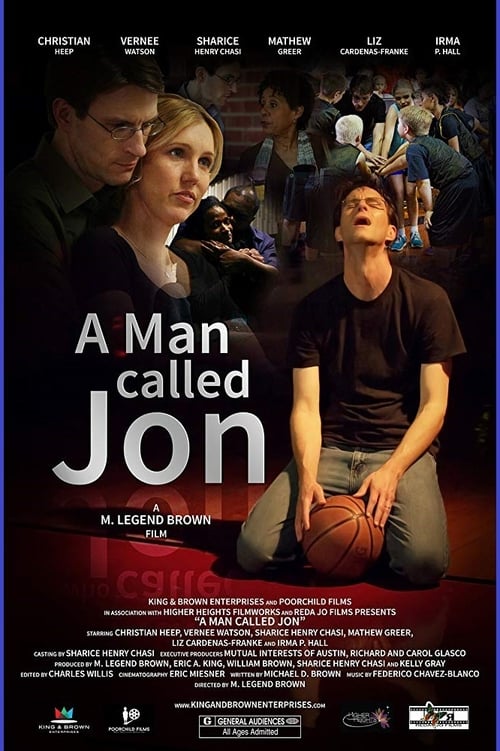 CHRISTIAN HEEP
VERNEE WATSON
SHARICE HENRY CHASI
MATHEW GREER
LIZ CARDENAS-FRANKE
IRMA P. HALL
A Man
called
Jon
A
M. LEGEND BROWN
FILM
KING & BROWN ENTERPRISES AND POORCHILD FILMS
IN ASSOCIATION WITH HIGHER HEIGHTS FILMWORKS AND REDA JO FILMS PRESENTS
“A MAN CALLED JON”
STARRING CHRISTIAN HEEP, VERNEE WATSON, SHARICE HENRY CHASI, MATHEW GREER,
LIZ CARDENAS-FRANKE AND IRMA P. HALL
CASTING BY SHARICE HENRY CHASI EXECUTIVE PRODUCERS MUTUAL INTERESTS OF AUSTIN, RICHARD AND CAROL GLASCO
PRODUCED BY M. LEGEND BROWN, ERIC A. KING, WILLIAM BROWN, SHARICE HENRY CHASI AND KELLY GRAY
EDITED BY CHARLES WILLIS CINEMATOGRAPHY ERIC MIESNER WRITTEN BY MICHAEL D. BROWN MUSIC BY FEDERICO CHAVEZ-BLANCO
DIRECTED BY M. LEGEND BROWN
WWW.KINGANDBROWNENTERPRISES.COM
KING & BROWN
ENTERPRISES
POORCHILD FILMS
G GENERAL AUDIENCES
All Ages Admitted
HIGHER HEIGHTS
REDA JO FILMS